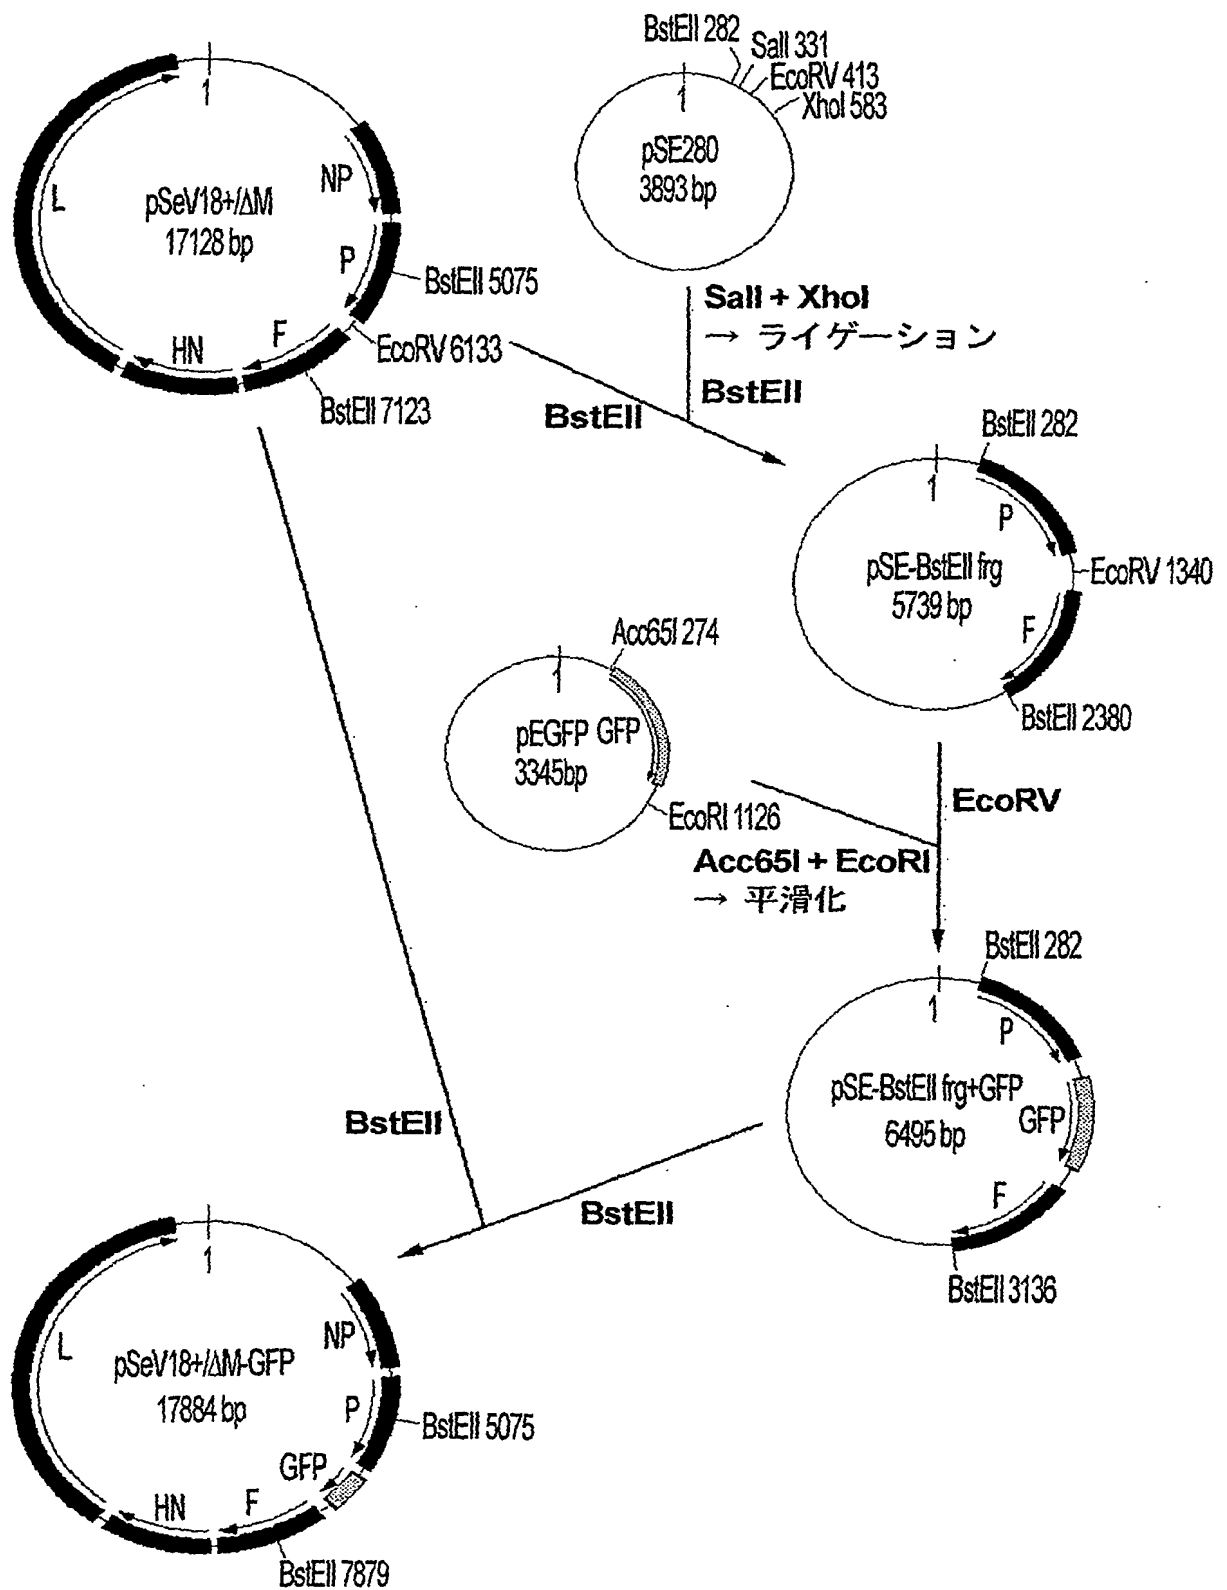 1
L
NP
pSeV18+/ΔM
17128 bp
P
BstEII 5075
F
HN
EcoRV 6133
BstEII 7123
BstEII 282
SalI 331
EcoRV 413
XhoI 583
1
pSE280
3893 bp
SalI + XhoI
→ ライゲーション
BstEII
BstEII
BstEII 282
1
P
pSE-BstEII frg
5739 bp
EcoRV 1340
F
BstEII 2380
Acc65I 274
1
pEGFP GFP
3345bp
EcoRI 1126
EcoRV
Acc65I + EcoRI
→ 平滑化
BstEII 282
1
P
pSE-BstEII frg+GFP
6495 bp
GFP
F
BstEII 3136
BstEII
BstEII
1
L
NP
pSeV18+/ΔM-GFP
17884 bp
P
BstEII 5075
GFP
F
HN
BstEII 7879